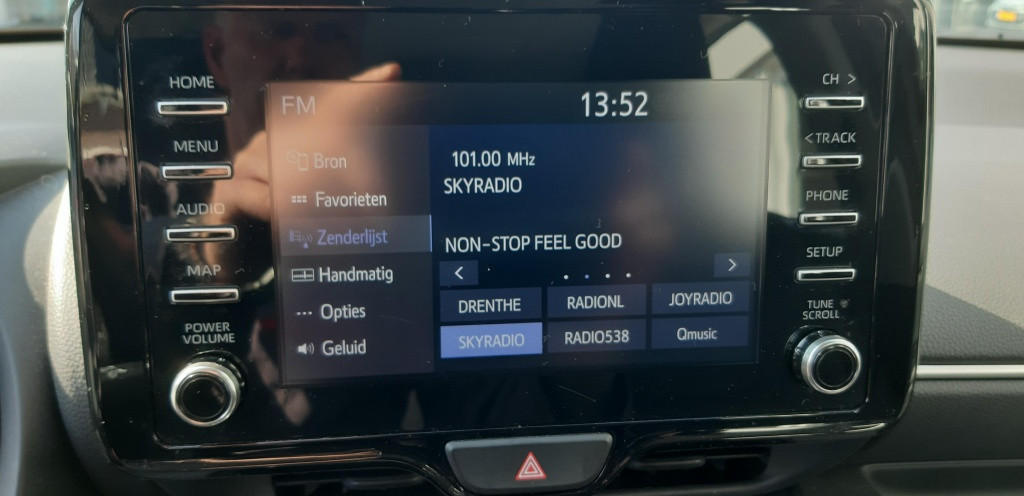 HOME
MENU
AUDIO
MAP
POWER
VOLUME
FM
13:52
Bron
Favorieten
Zenderlijst
Handmatig
Opties
Geluid
101.00 MHz
SKYRADIO
NON-STOP FEEL GOOD
<
>
DRENTHE RADIONL JOYRADIO
SKYRADIO RADIO538 Qmusic
CH >
< TRACK
PHONE
SETUP
TUNE
SCROLL